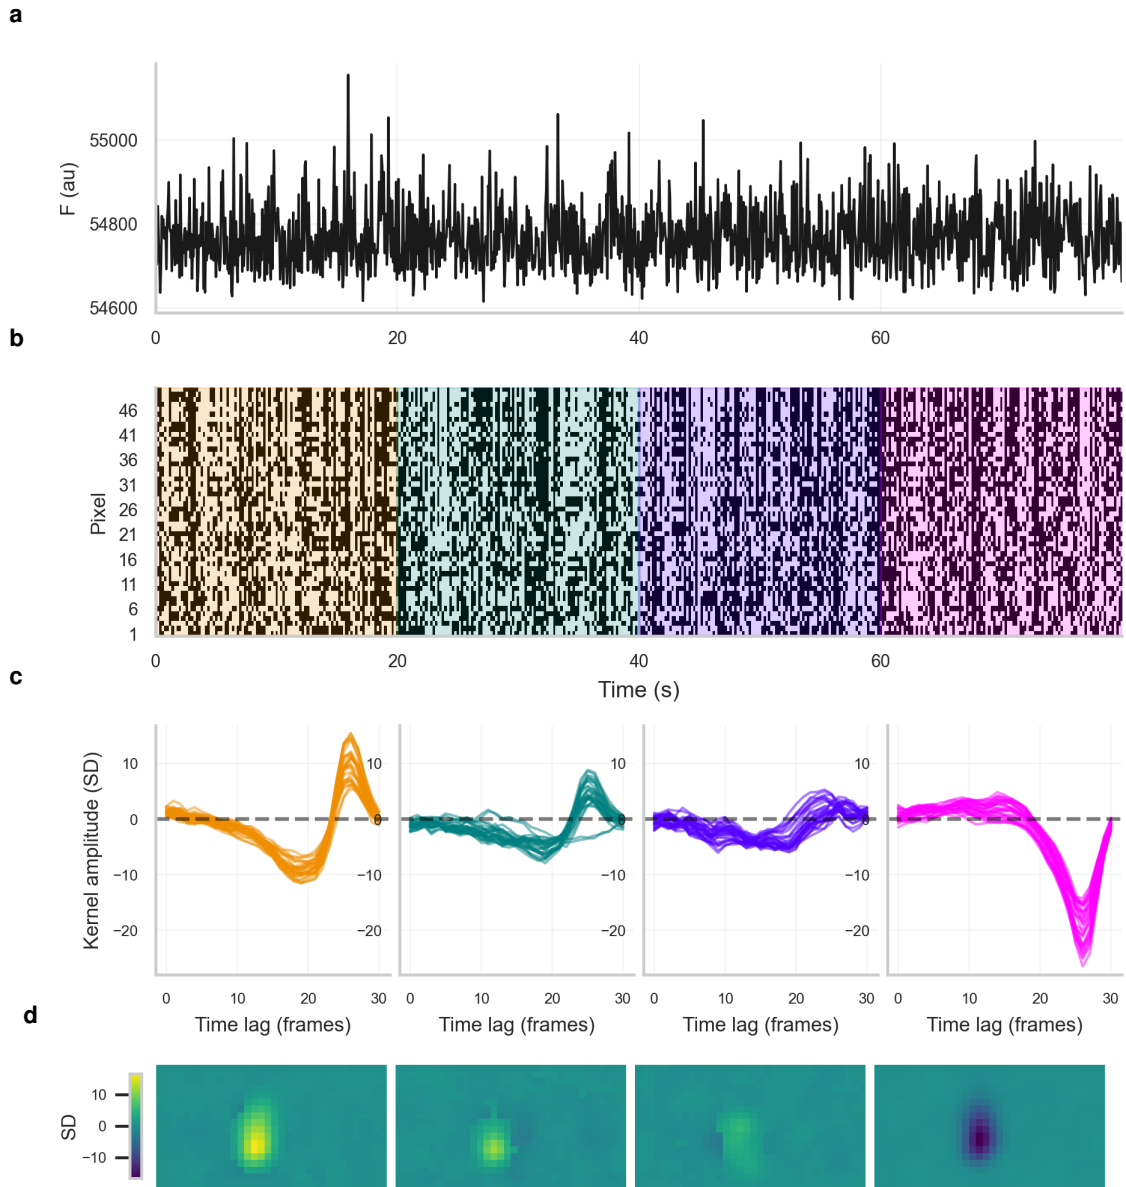 a
F (au)
55000
54800
54600
0 20 40 60
b
Pixel
46
41
36
31
26
21
16
11
6
1
0 20 40 60
Time (s)
c
Kernel amplitude (SD)
10 10 10 10
0 0 0 0
−10 −10 −10 −10
−20 −20 −20 −20
0 10 20 30 0 10 20 30 0 10 20 30 0 10 20 30
Time lag (frames) Time lag (frames) Time lag (frames) Time lag (frames)
d
SD
10
0
−10